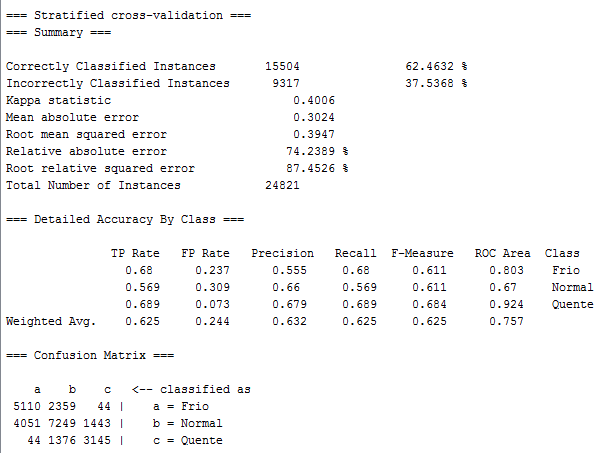 === Stratified cross-validation ===
=== Summary ===
Correctly Classified Instances 15504 62.4632 %
Incorrectly Classified Instances 9317 37.5368 %
Kappa statistic 0.4006
Mean absolute error 0.3024
Root mean squared error 0.3947
Relative absolute error 74.2389 %
Root relative squared error 87.4526 %
Total Number of Instances 24821
=== Detailed Accuracy By Class ===
TP Rate FP Rate Precision Recall F-Measure ROC Area Class
0.68 0.237 0.555 0.68 0.611 0.803 Frio
0.569 0.309 0.66 0.569 0.611 0.67 Normal
0.689 0.073 0.679 0.689 0.684 0.924 Quente
Weighted Avg. 0.625 0.244 0.632 0.625 0.625 0.757
=== Confusion Matrix ===
a b c <-- classified as
5110 2359 44 | a = Frio
4051 7249 1443 | b = Normal
44 1376 3145 | c = Quente